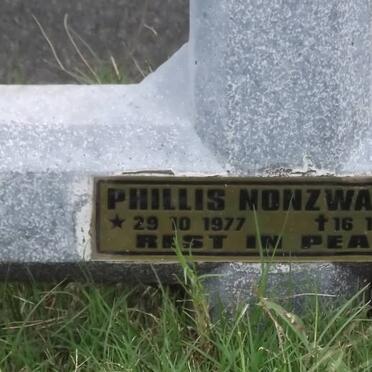 PHILLIS NONZWA
★ 29 10 1977 ✝ 16 1
REST IN PEA